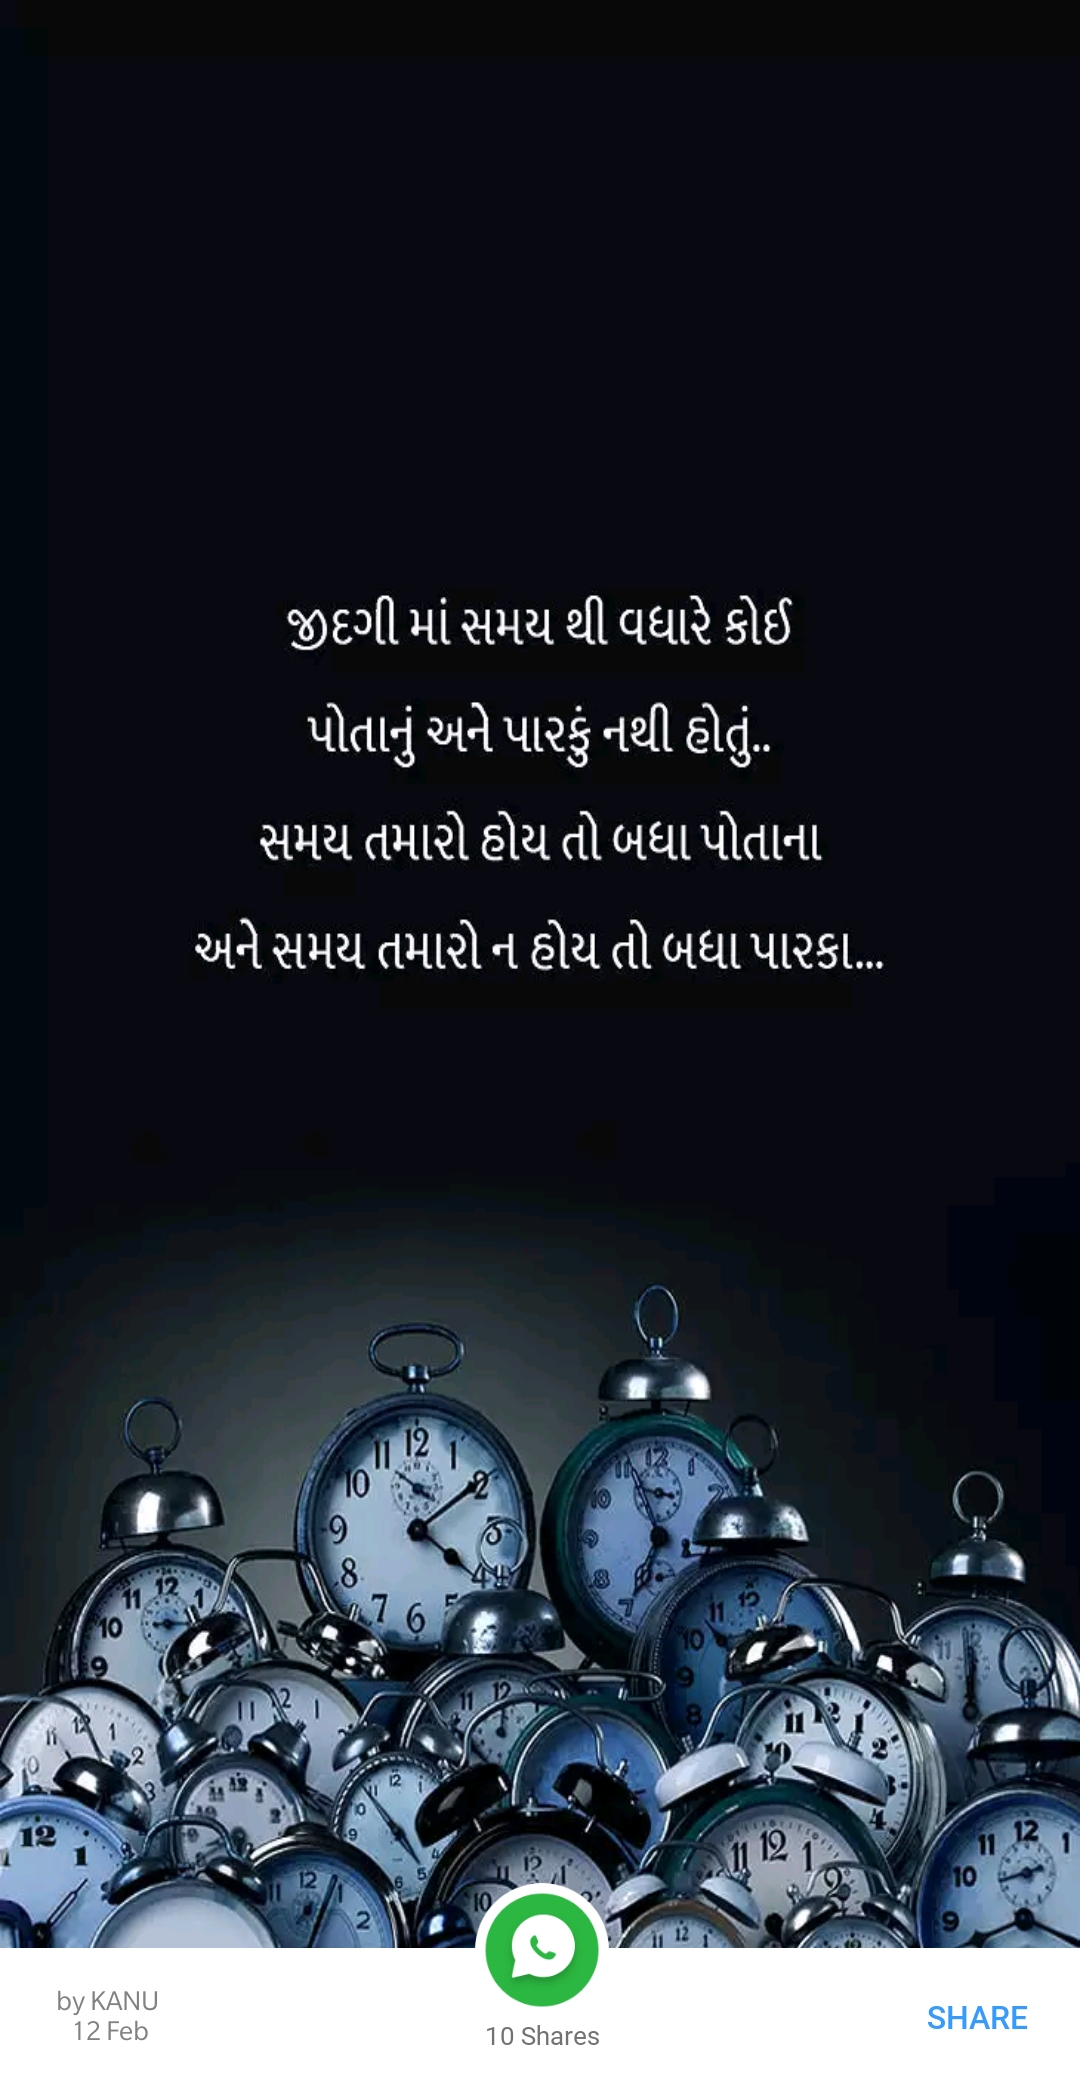 જીદગી માં સમય થી વધારે કોઈ
પોતાનું અને પારકું નથી હોતું..
સમય તમારો હોય તો બધા પોતાના
અને સમય તમારો ન હોય તો બધા પારકા...
by KANU
12 Feb
10 Shares
SHARE